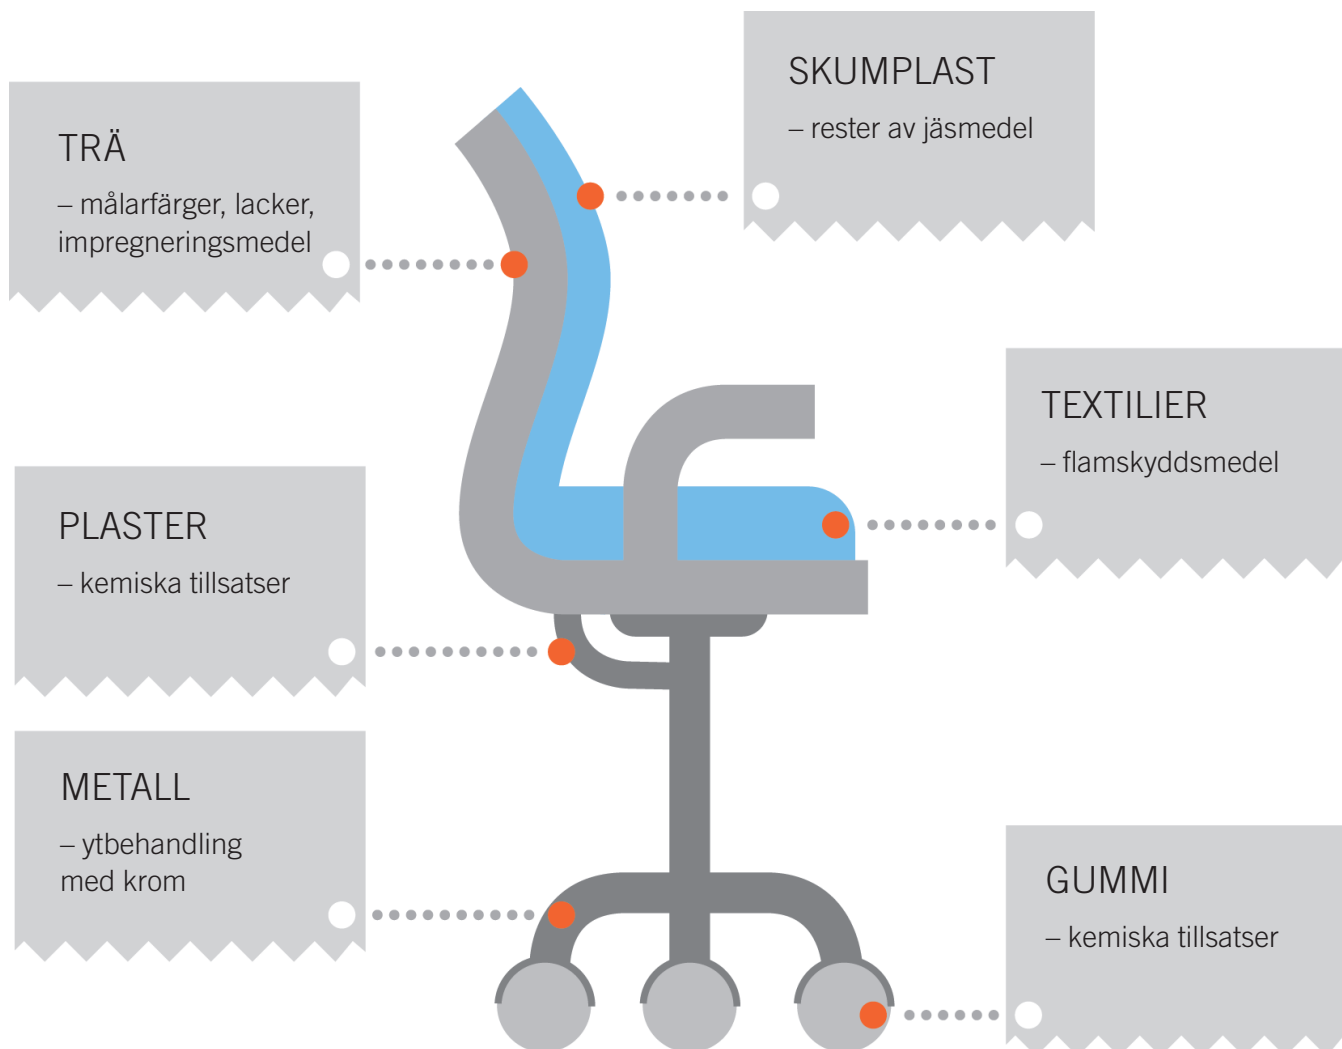 SKUMPLAST
– rester av jäsmedel
TRÄ
– målarfärger, lacker,
impregneringsmedel
TEXTILIER
– flamskyddsmedel
PLASTER
– kemiska tillsatser
METALL
– ytbehandling
med krom
GUMMI
– kemiska tillsatser